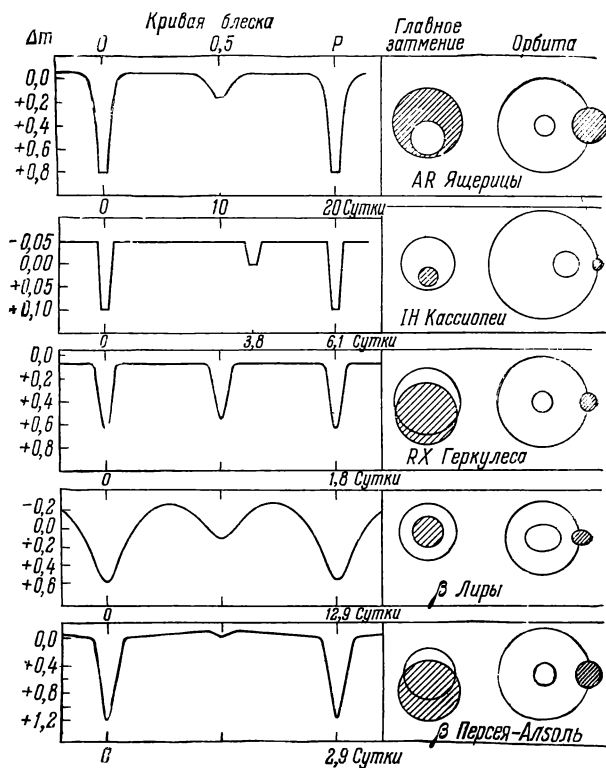 Кривая блеска
Главное затмение
Орбита
Δm
0 0,5 P
0,0
+0,2
+0,4
+0,6
+0,8
AR Ящерицы
0 10 20 Сутки
-0,05
0,00
+0,05
+0,10
IH Кассиопеи
0 3,8 6,1 Сутки
0,0
+0,2
+0,4
+0,6
+0,8
RX Геркулеса
0 1,8 Сутки
-0,2
0,0
+0,2
+0,4
+0,6
β Лиры
0 12,9 Сутки
0,0
+0,4
+0,8
+1,2
β Персея-Алголь
0 2,9 Сутки